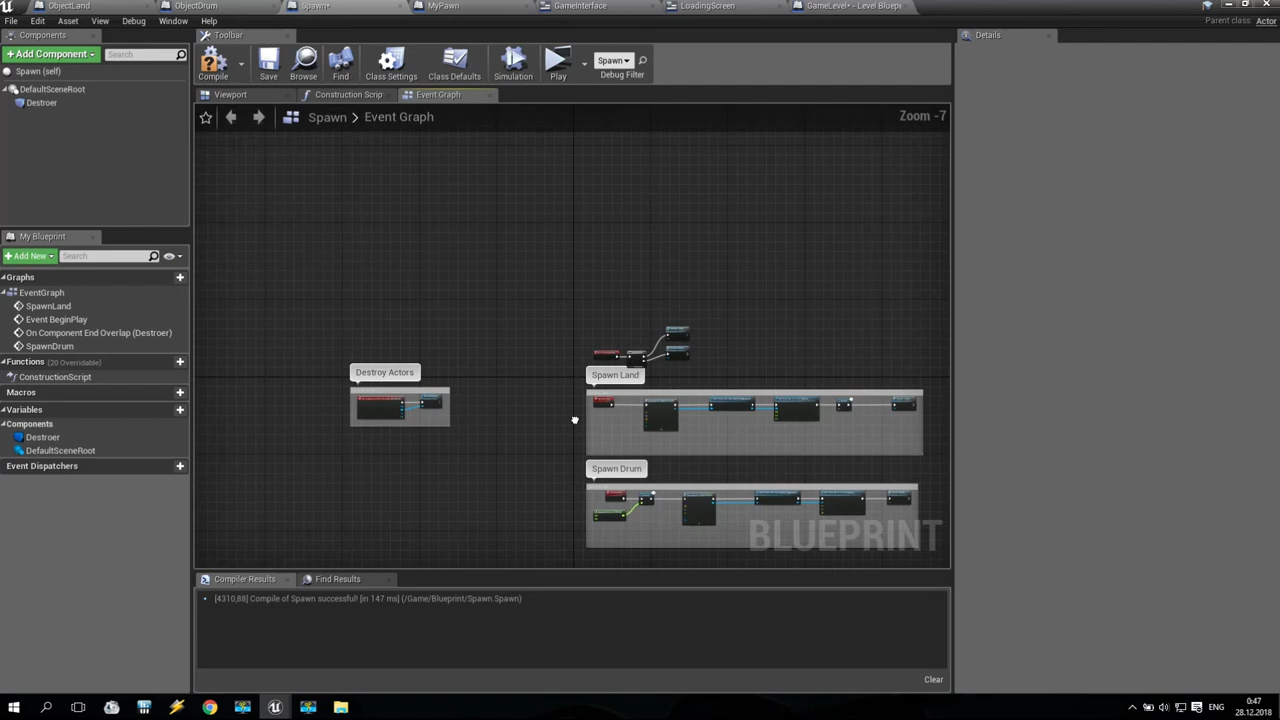 ObjectLand
ObjectDrum
Spawn*
MyPawn
GameInterface
LoadingScreen
GameLevel* - Level Bluepi
File
Edit
Asset
View
Debug
Window
Help
Parent class: Actor
Components
Toolbar
Details
+Add Component
Search
Compile
Save
Browse
Find
Class Settings
Class Defaults
Simulation
Play
Spawn
Debug Filter
Spawn (self)
DefaultSceneRoot
Destroer
Viewport
Construction Scrip
Event Graph
Spawn > Event Graph
Zoom -7
My Blueprint
+Add New
Search
Graphs
EventGraph
SpawnLand
Event BeginPlay
On Component End Overlap (Destroer)
SpawnDrum
Functions (20 Overridable)
ConstructionScript
Macros
Variables
Components
Destroer
DefaultSceneRoot
Event Dispatchers
Destroy Actors
Spawn Land
Spawn Drum
BLUEPRINT
Compiler Results
Find Results
[4310,88] Compile of Spawn successful! [in 147 ms] (/Game/Blueprint/Spawn.Spawn)
Clear
ENG
0:47
28.12.2018